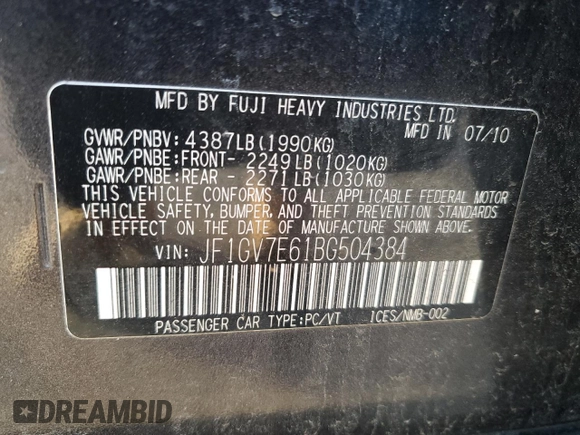 MFD BY FUJI HEAVY INDUSTRIES LTD.
MFD IN 07/10
GVWR/PNBV: 4387LB(1990KG)
GAWR/PNBE:FRONT- 2249LB(1020KG)
GAWR/PNBE:REAR - 2271LB(1030KG)
THIS VEHICLE CONFORMS TO ALL APPLICABLE FEDERAL MOTOR
VEHICLE SAFETY, BUMPER, AND THEFT PREVENTION STANDARDS
IN EFFECT ON THE DATE OF MANUFACTURE SHOWN ABOVE.
VIN: JF1GV7E61BG504384
PASSENGER CAR TYPE:PC/VT ICES/NMB-002
DREAMBID